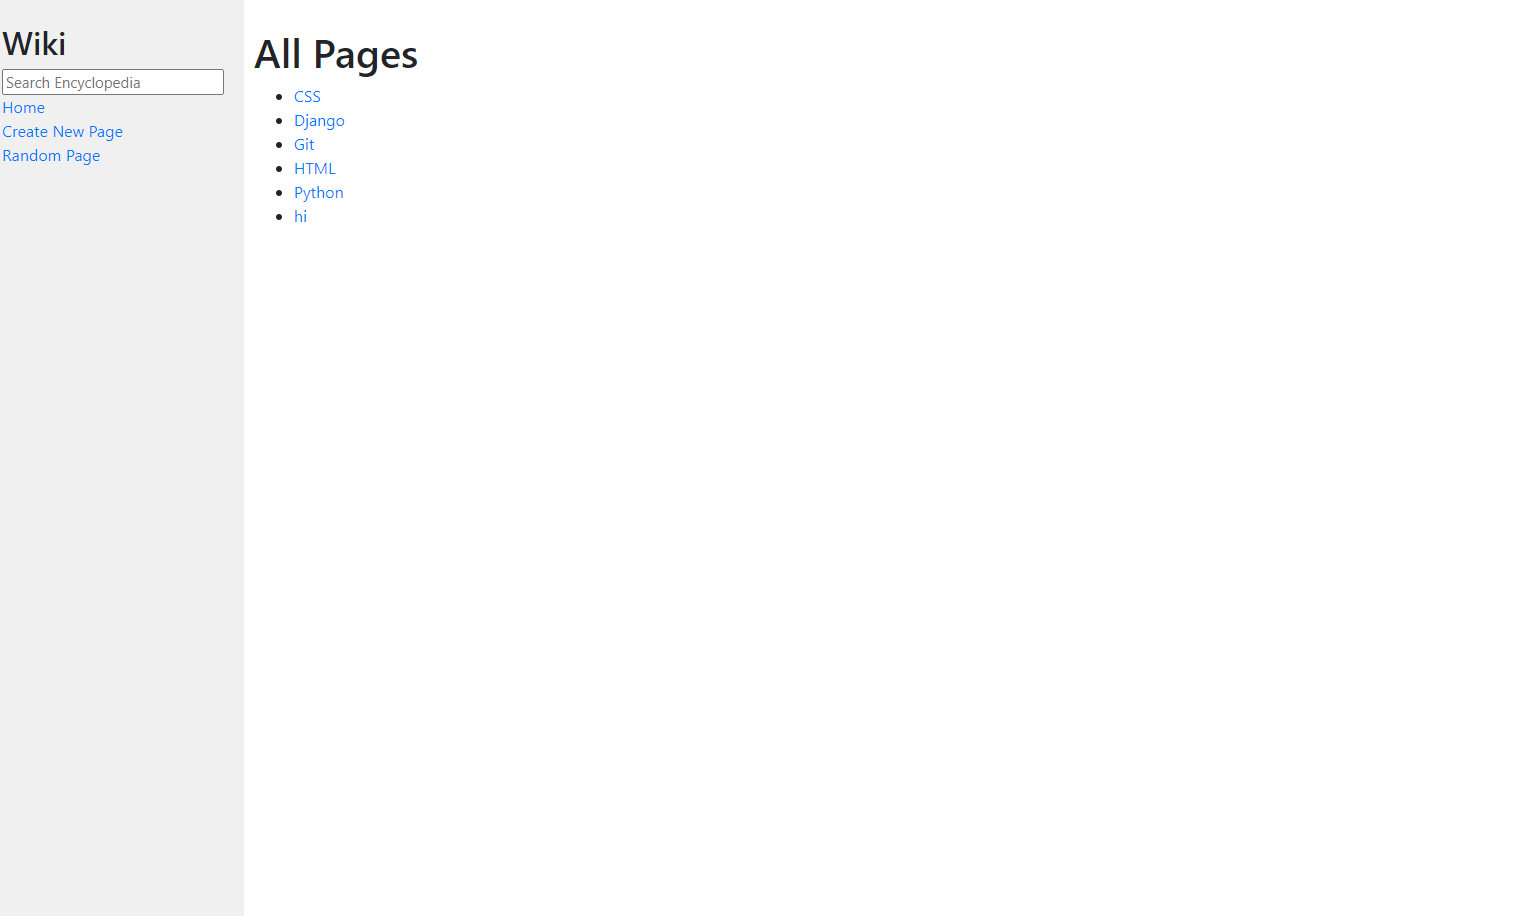 Wiki
Search Encyclopedia
Home
Create New Page
Random Page
All Pages
CSS
Django
Git
HTML
Python
hi